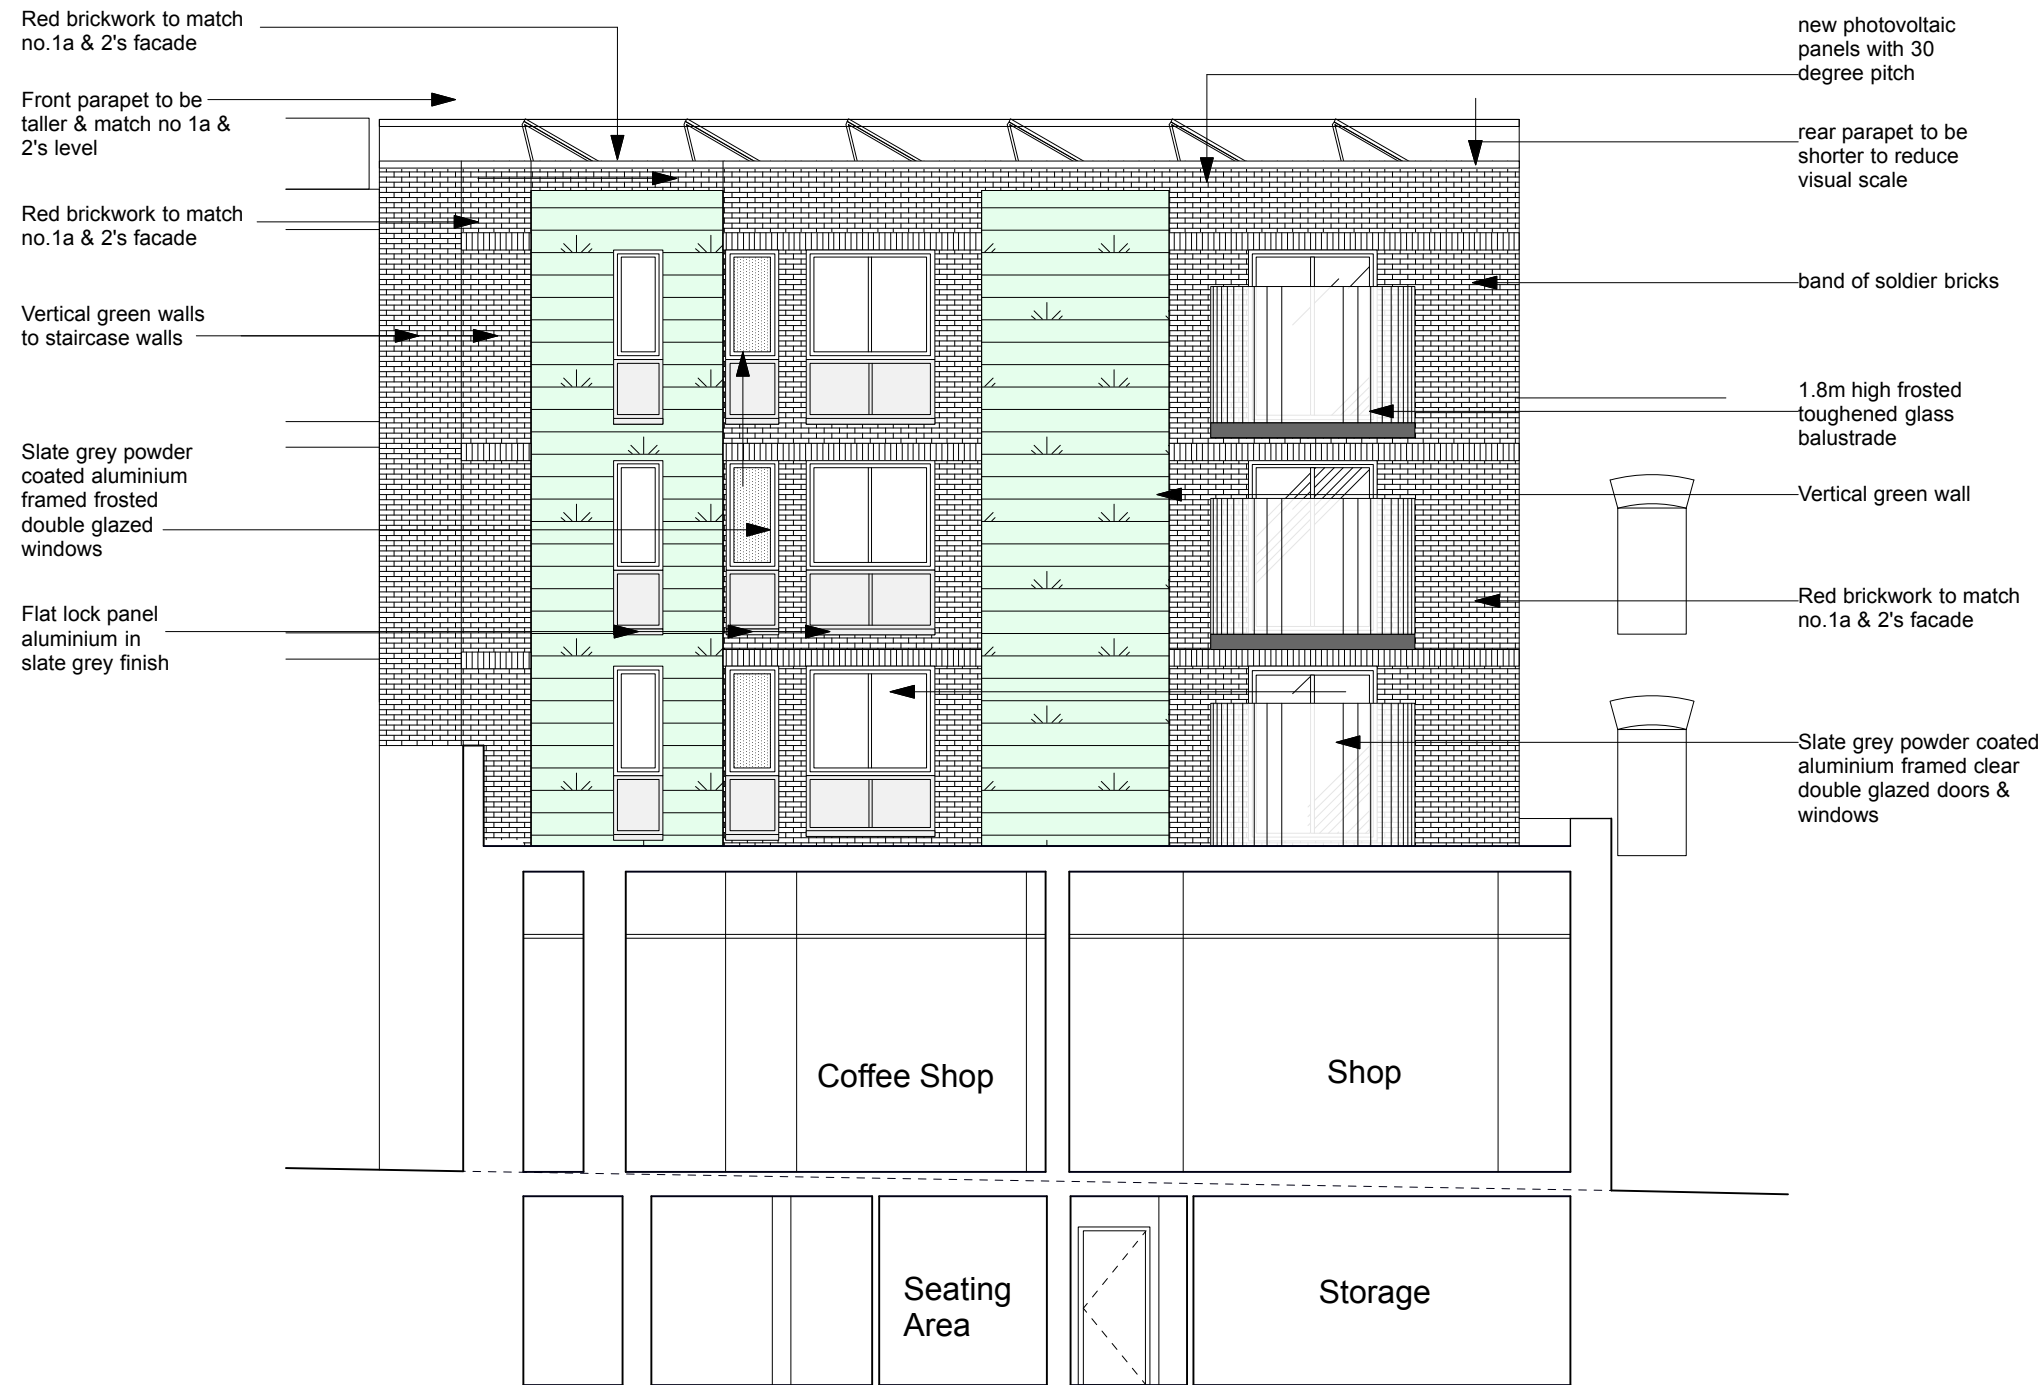 Red brickwork to match
no.1a & 2's facade
Front parapet to be
taller & match no 1a &
2's level
Red brickwork to match
no.1a & 2's facade
Vertical green walls
to staircase walls
Slate grey powder
coated aluminium
framed frosted
double glazed
windows
Flat lock panel
aluminium in
slate grey finish
new photovoltaic
panels with 30
degree pitch
rear parapet to be
shorter to reduce
visual scale
band of soldier bricks
1.8m high frosted
toughened glass
balustrade
Vertical green wall
Red brickwork to match
no.1a & 2's facade
Slate grey powder coated
aluminium framed clear
double glazed doors &
windows
Coffee Shop
Shop
Seating
Area
Storage